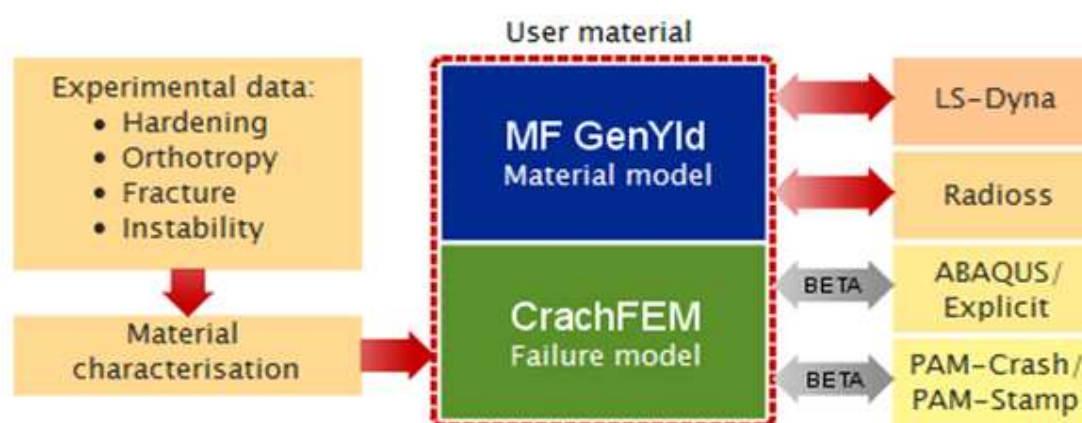 User material
Experimental data:
• Hardening
• Orthotropy
• Fracture
• Instability
Material
characterisation
MF GenYld
Material model
CrachFEM
Failure model
LS-Dyna
Radioss
BETA
ABAQUS/
Explicit
BETA
PAM-Crash/
PAM-Stamp